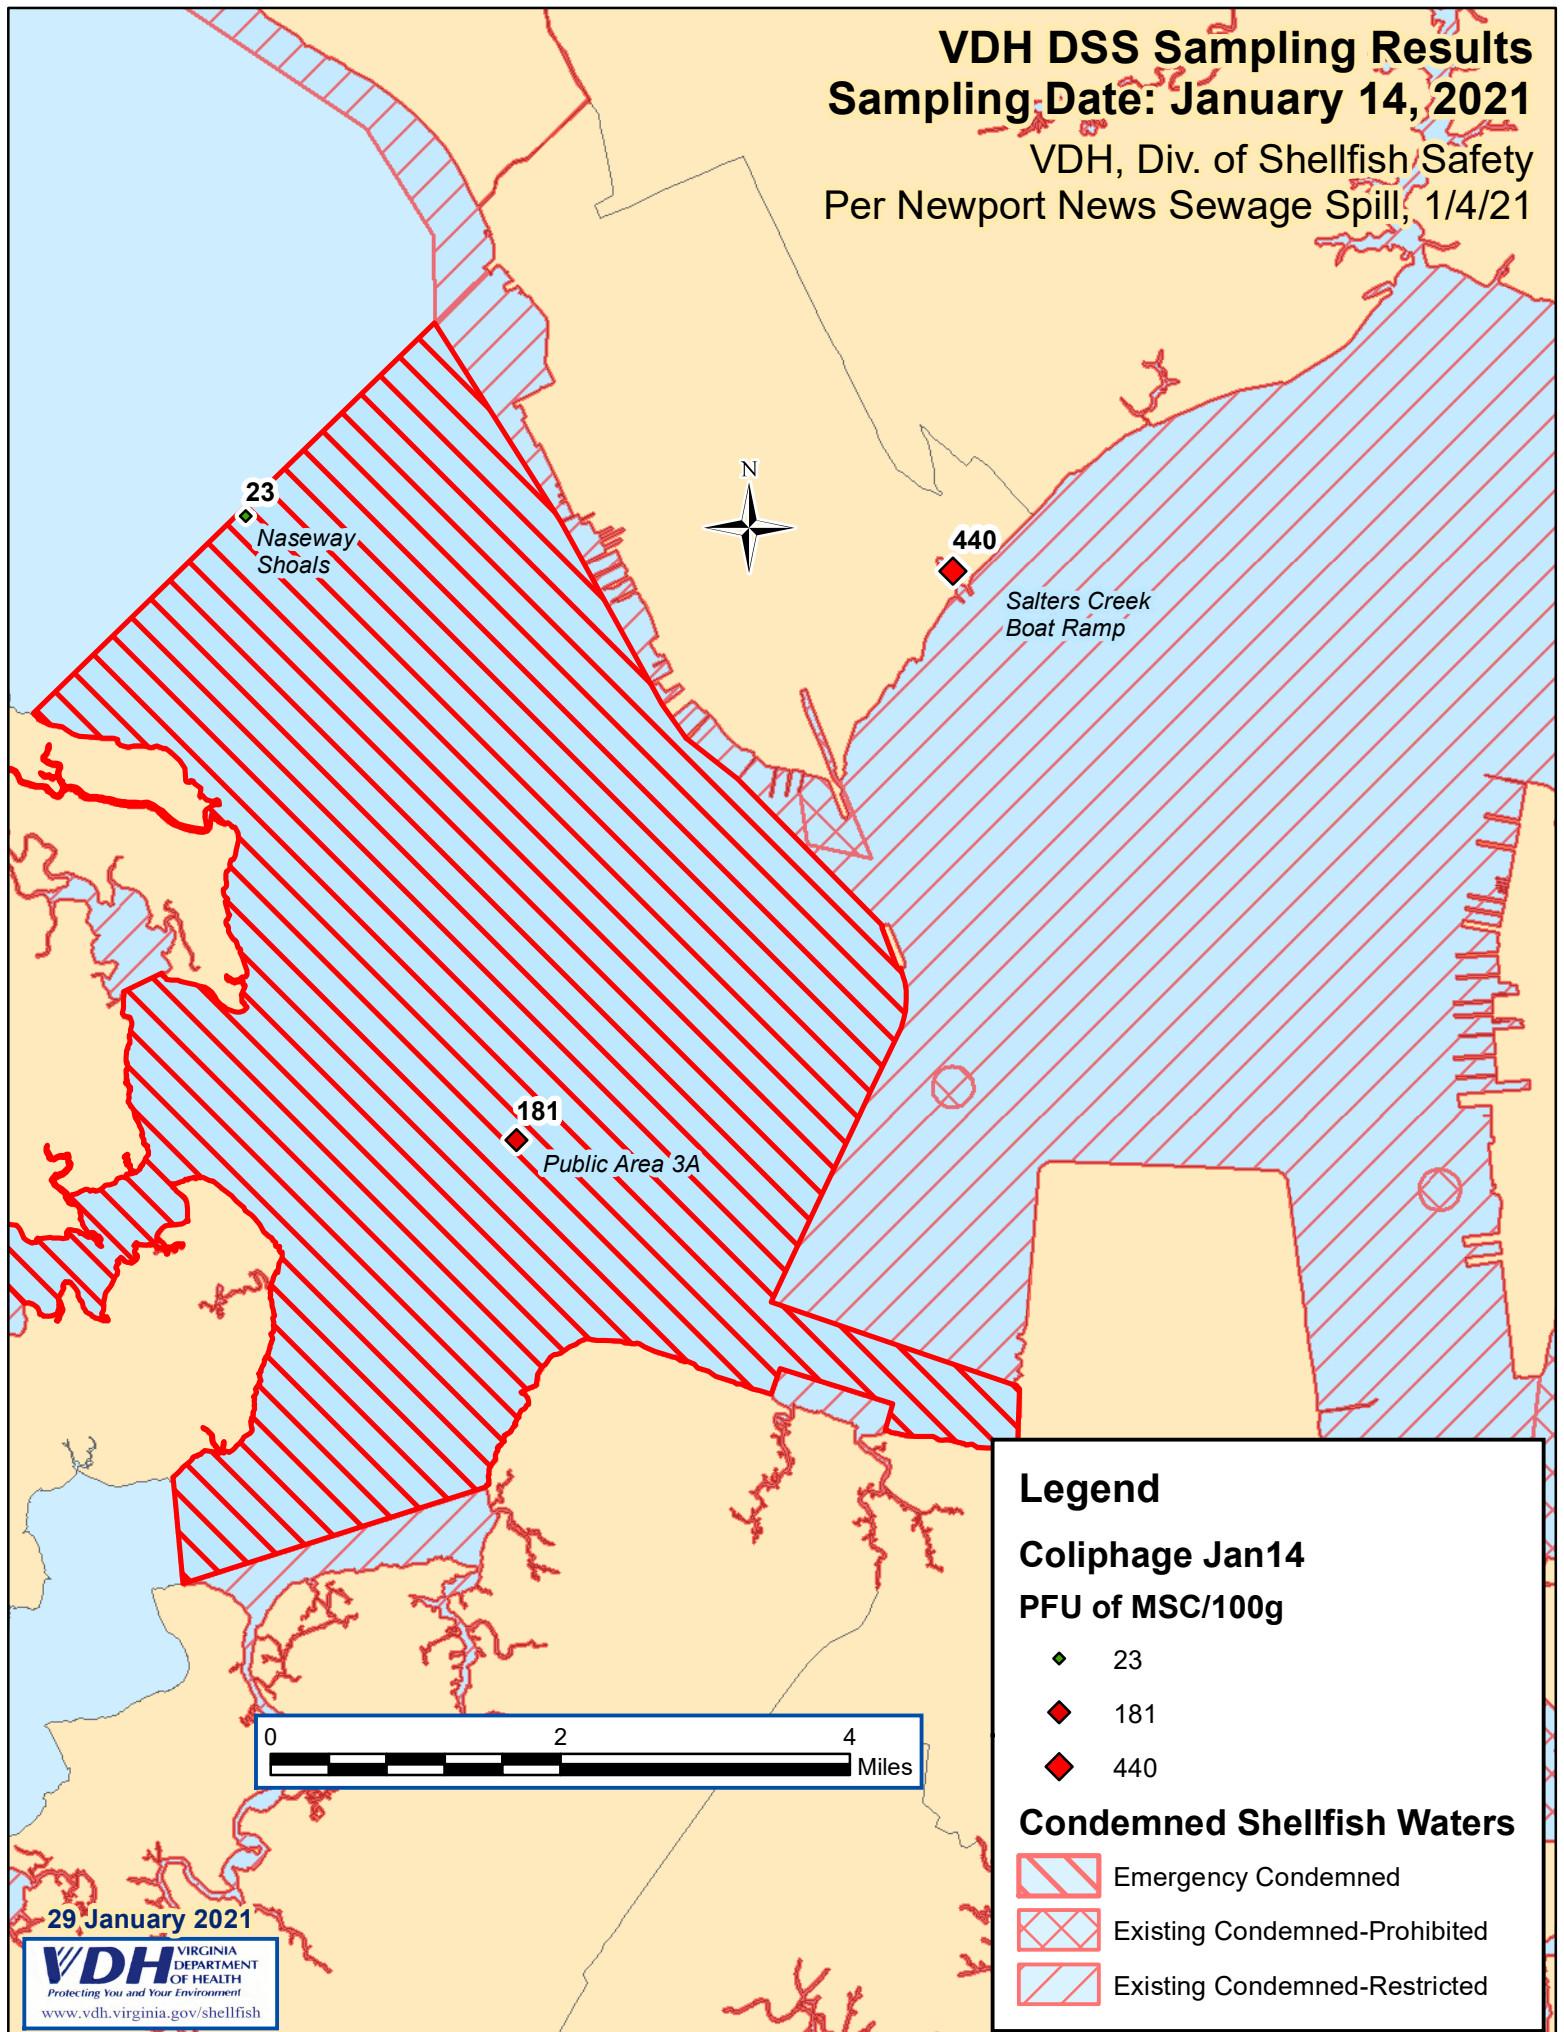 VDH DSS Sampling Results
Sampling Date: January 14, 2021
VDH, Div. of Shellfish Safety
Per Newport News Sewage Spill, 1/4/21
N
23
Naseway
Shoals
440
Salters Creek
Boat Ramp
181
Public Area 3A
Legend
Coliphage Jan14
PFU of MSC/100g
23
181
440
Condemned Shellfish Waters
Emergency Condemned
Existing Condemned-Prohibited
Existing Condemned-Restricted
0 2 4
Miles
29 January 2021
VDH VIRGINIA
DEPARTMENT
OF HEALTH
Protecting You and Your Environment
www.vdh.virginia.gov/shellfish